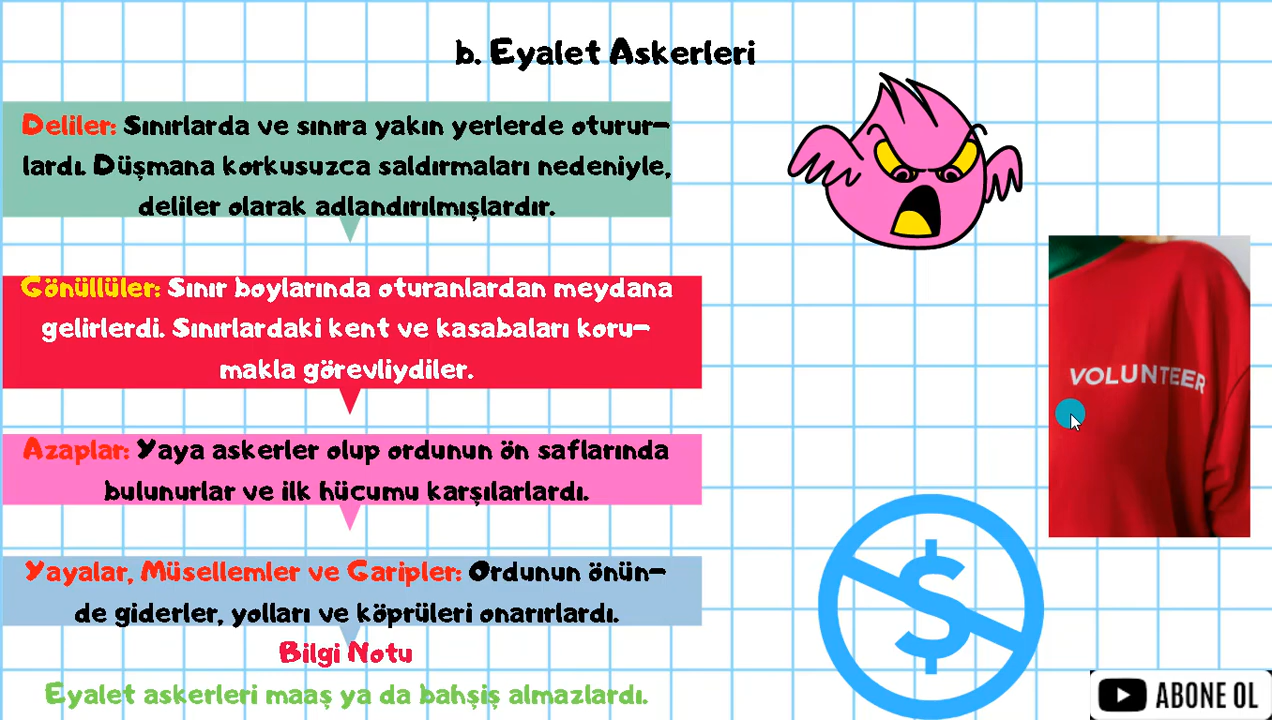 b. Eyalet Askerleri
Deliler: Sınırlarda ve sınıra yakın yerlerde oturur-
lardı. Düşmana korkusuzca saldırmaları nedeniyle,
deliler olarak adlandırılmışlardır.
Gönüllüler: Sınır boylarında oturanlardan meydana
gelirlerdi. Sınırlardaki kent ve kasabaları koru-
makla görevliydiler.
VOLUNTEER
Azaplar: Yaya askerler olup ordunun ön saflarında
bulunurlar ve ilk hücumu karşılarlardı.
Yayalar, Müsellemler ve Garipler: Ordunun önün-
de giderler, yolları ve köprüleri onarırlardı.
Bilgi Notu
Eyalet askerleri maaş ya da bahşiş almazlardı.
$
ABONE OL